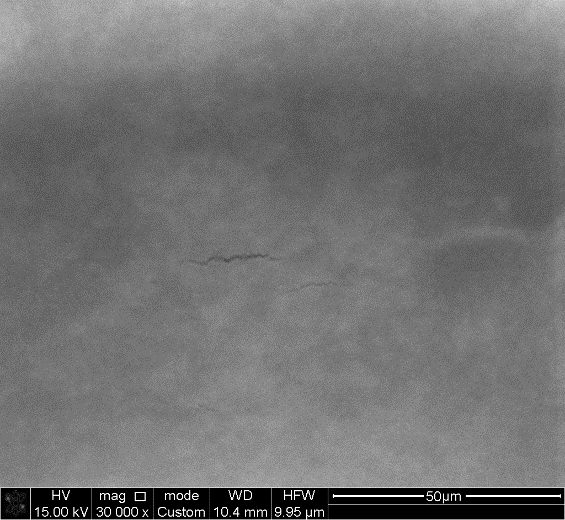 HV mag mode WD HFW 50µm
15.00 kV 30 000 x Custom 10.4 mm 9.95 µm